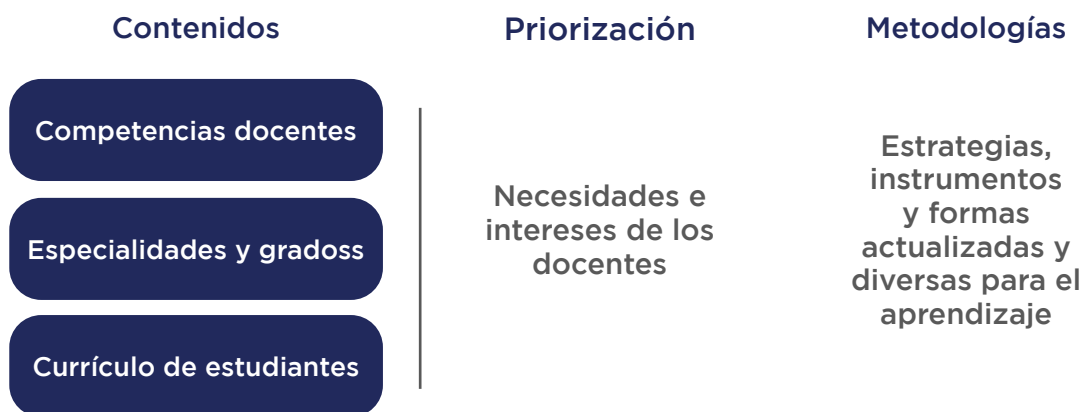 Contenidos
Competencias docentes
Especialidades y gradoss
Currículo de estudiantes
Priorización
Necesidades e
intereses de los
docentes
Metodologías
Estrategias,
instrumentos
y formas
actualizadas y
diversas para el
aprendizaje